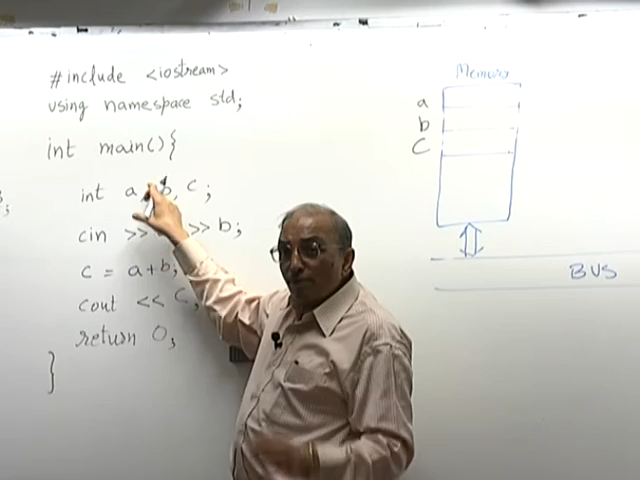 #include <iostream>
using namespace std;
int main(){
int a, b, c;
cin >> >> b;
c = a+b;
cout << c;
return 0;
}
;
Memory
a
b
C
BUS